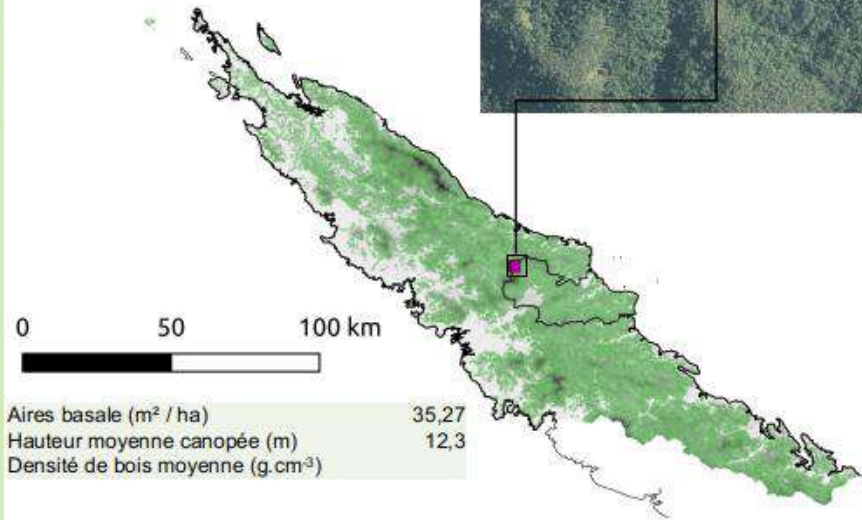 0 50 100 km
Aires basale (m² / ha) 35,27
Hauteur moyenne canopée (m) 12,3
Densité de bois moyenne (g.cm⁻³)